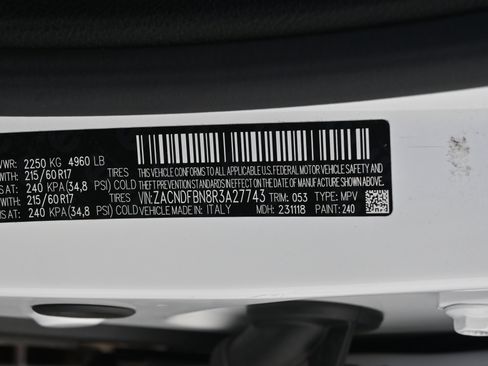 VWR: 2250 KG 4960 LB
WITH: 215/60R17 TIRES
AT: 240 KPA(34,8 PSI) COLD
WITH: 215/60R17 TIRES
AT: 240 KPA(34,8 PSI) COLD
THIS VEHICLE CONFORMS TO ALL APPLICABLE U.S. FEDERAL MOTOR VEHICLE SAFETY AND
THEFT PREVENTION STANDARDS IN EFFECT ON THE DATE OF MANUFACTURE SHOWN ABOVE.
VIN: ZACNDFBN8R3A27743 TRIM: 053 TYPE: MPV
VEHICLE MADE IN: ITALY MDH: 231118 PAINT: 240